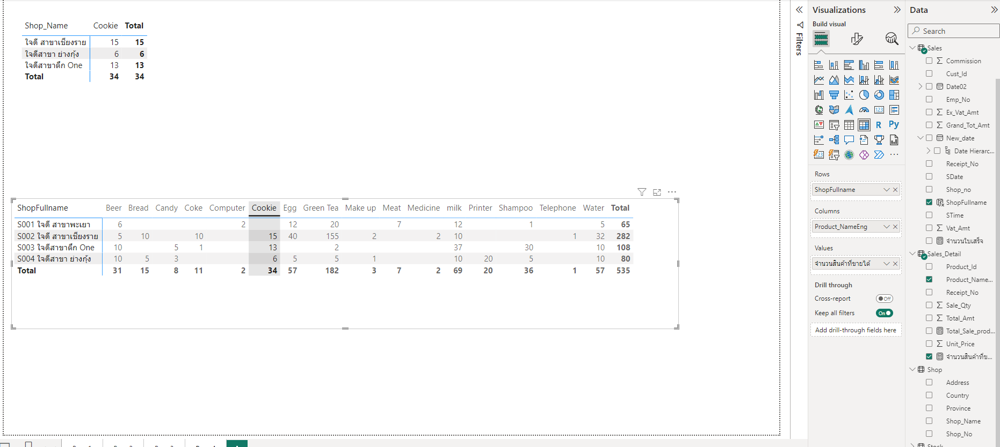 Shop_Name Cookie Total
ใจดี สาขาเชียงราย 15 15
ใจดีสาขา ย่างกุ้ง 6 6
ใจดีสาขาตึก One 13 13
Total 34 34
ShopFullname Beer Bread Candy Coke Computer Cookie Egg Green Tea Make up Meat Medicine milk Printer Shampoo Telephone Water Total
S001 ใจดี สาขาพะเยา 6 2 12 20 7 12 1 5 65
S002 ใจดี สาขาเชียงราย 5 10 10 15 40 155 2 2 10 1 32 282
S003 ใจดีสาขาตึก One 10 5 1 13 2 37 30 10 108
S004 ใจดีสาขา ย่างกุ้ง 10 5 3 6 5 5 1 10 20 5 10 80
Total 31 15 8 11 2 34 57 182 3 7 2 69 20 36 1 57 535
Filters
Visualizations
Build visual
123
R Py
123
Rows
ShopFullname
Columns
Product_NameEng
Values
จำนวนสินค้าที่ขายได้
Drill through
Cross-report Off
Keep all filters On
Add drill-through fields here
Data
Search
Sales
Commission
Cust_Id
Date02
Emp_No
Ex_Vat_Amt
Grand_Tot_Amt
New_date
Date Hierarc...
Receipt_No
SDate
Shop_no
ShopFullname
STime
Vat_Amt
จำนวนใบเสร็จ
Sales_Detail
Product_Id
Product_Name...
Receipt_No
Sale_Qty
Total_Amt
Total_Sale_prod...
Unit_Price
จำนวนสินค้าที่ข...
Shop
Address
Country
Province
Shop_Name
Shop_No